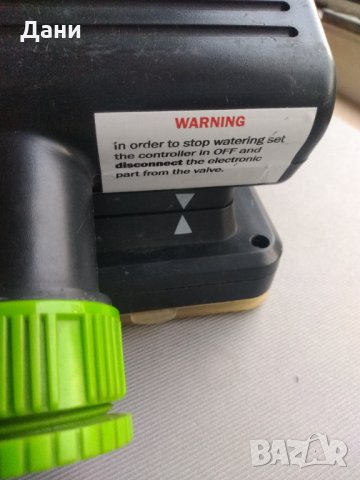 Дани
WARNING
in order to stop watering set
the controller in OFF and
disconnect the electronic
part from the valve.
BAZAR